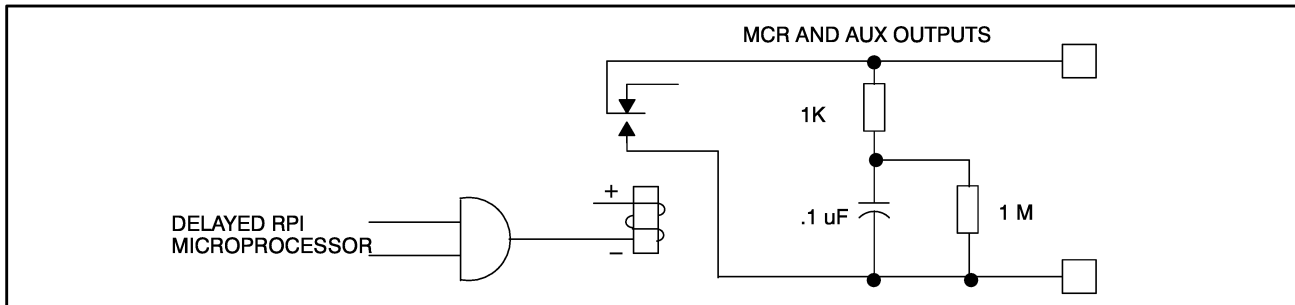 MCR AND AUX OUTPUTS
1K
+
.1 uF
1 M
DELAYED RPI
MICROPROCESSOR
–